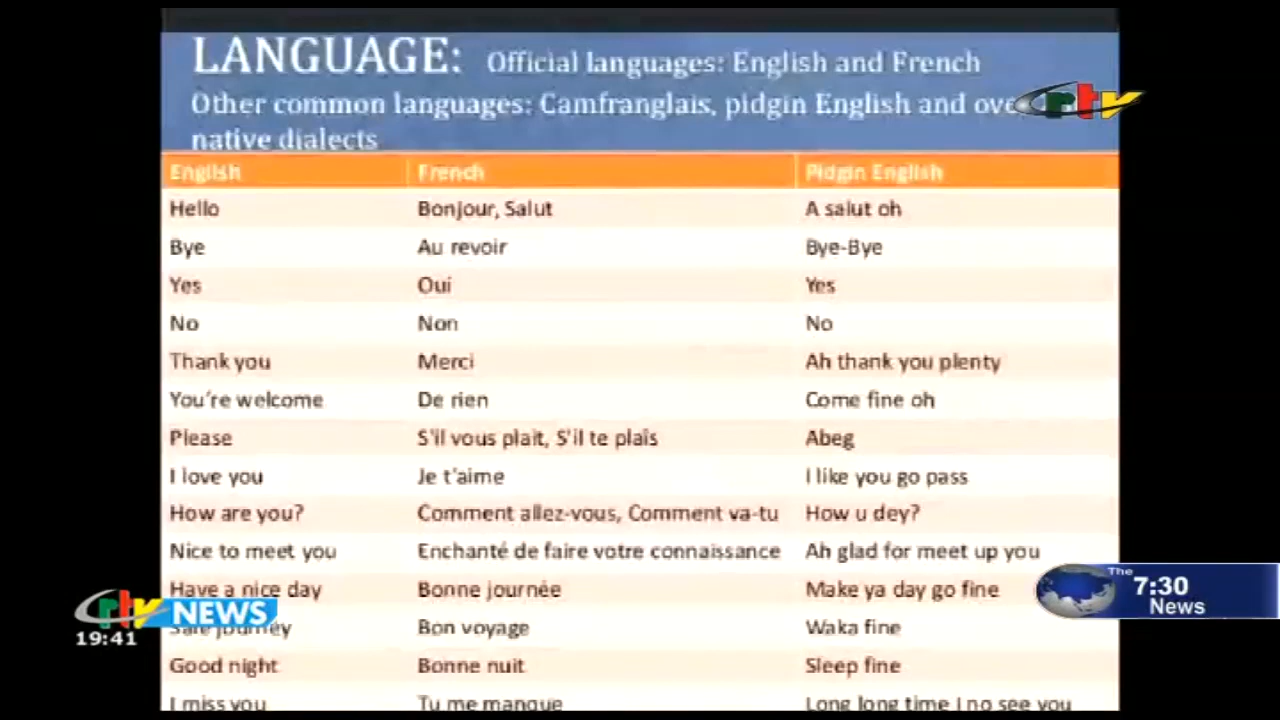 LANGUAGE: Official languages: English and French
Other common languages: Camfranglais, pidgin English and
native dialects
crtv
English French Pidgin English
Hello Bonjour, Salut A salut oh
Bye Au revoir Bye-Bye
Yes Oui Yes
No Non No
Thank you Merci Ah thank you plenty
You're welcome De rien Come fine oh
Please S'il vous plait, S'il te plaîs Abeg
I love you Je t'aime I like you go pass
How are you? Comment allez-vous, Comment va-tu How u dey?
Nice to meet you Enchanté de faire votre connaissance Ah glad for meet up you
Have a nice day Bonne journée Make ya day go fine
Safe journey Bon voyage Waka fine
Good night Bonne nuit Sleep fine
I miss you Tu me manque Long long time I no see you
crtv NEWS
19:41
The
7:30
News